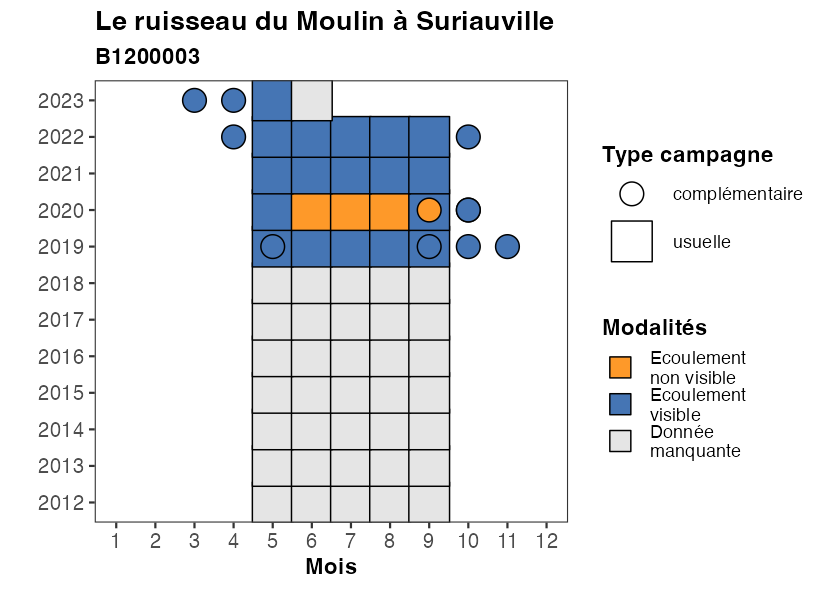 Le ruisseau du Moulin à Suriauville
B1200003
2023
2022
2021
2020
2019
2018
2017
2016
2015
2014
2013
2012
1 2 3 4 5 6 7 8 9 10 11 12
Mois
Type campagne
complémentaire
usuelle
Modalités
Ecoulement
non visible
Ecoulement
visible
Donnée
manquante